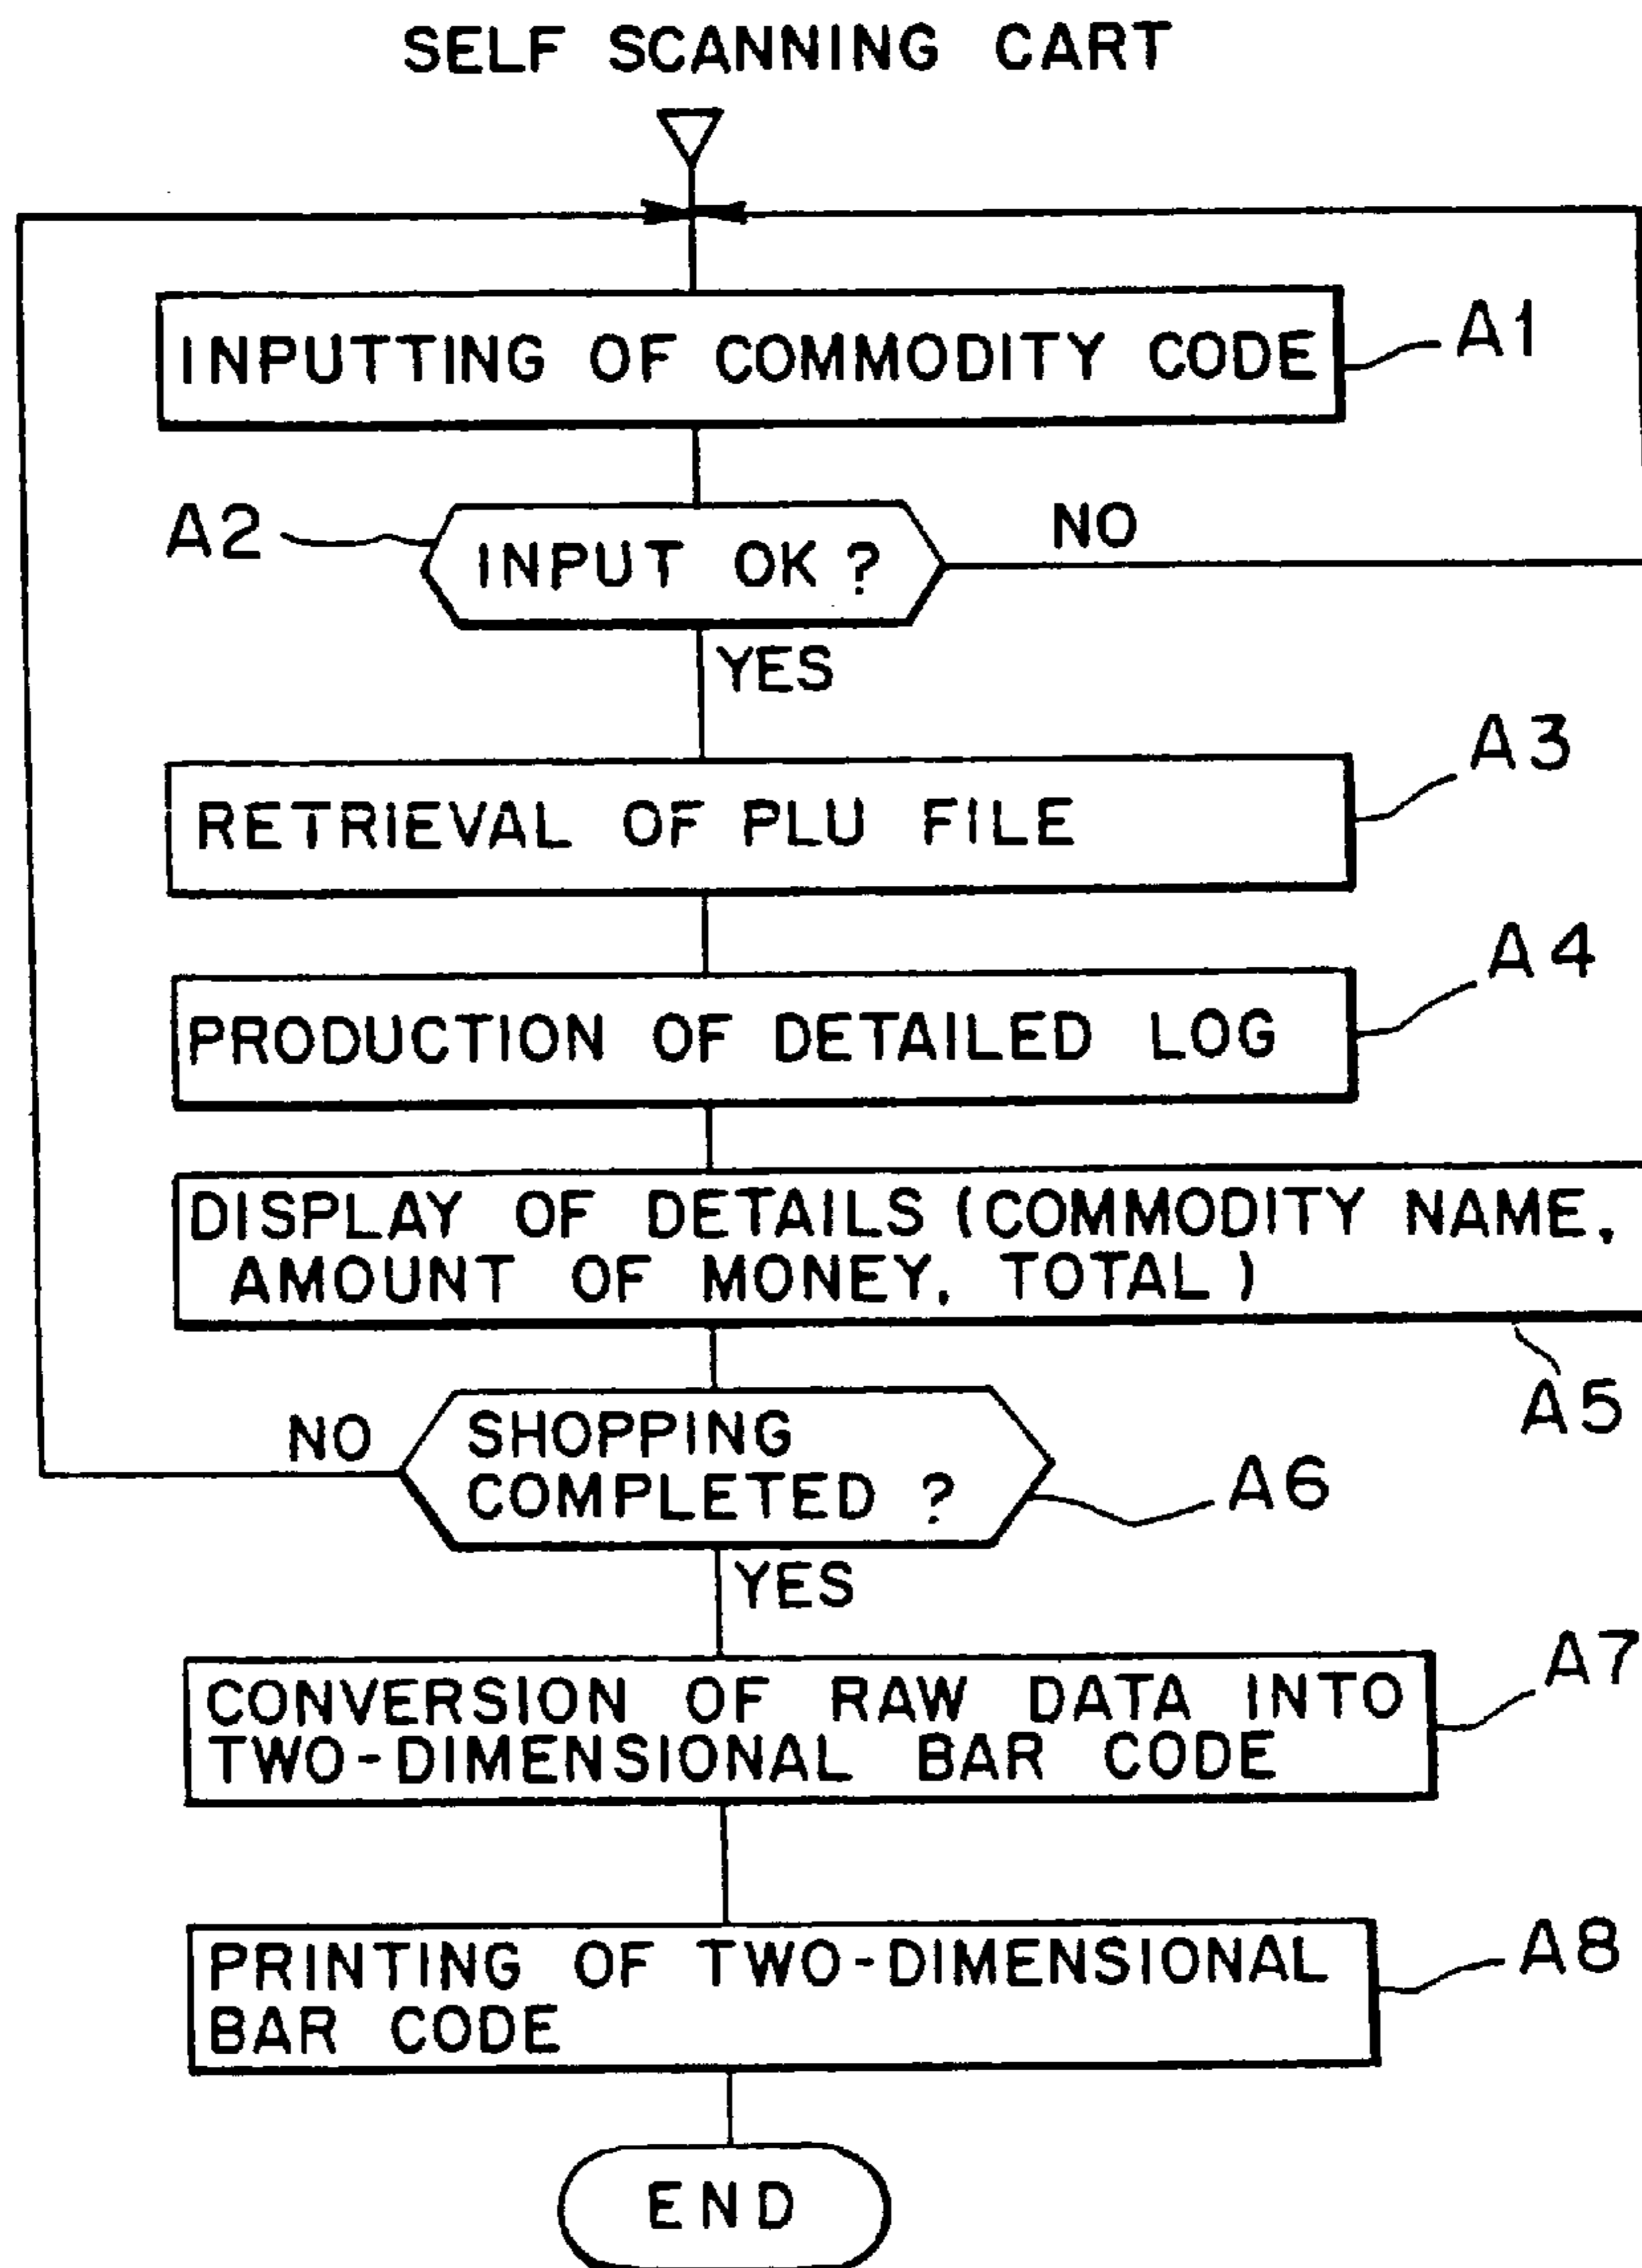 SELF SCANNING CART
INPUTTING OF COMMODITY CODE
A1
A2
INPUT OK ?
NO
YES
RETRIEVAL OF PLU FILE
A3
PRODUCTION OF DETAILED LOG
A4
DISPLAY OF DETAILS (COMMODITY NAME,
AMOUNT OF MONEY, TOTAL)
A5
NO
SHOPPING
COMPLETED ?
A6
YES
CONVERSION OF RAW DATA INTO
TWO-DIMENSIONAL BAR CODE
A7
PRINTING OF TWO-DIMENSIONAL
BAR CODE
A8
END